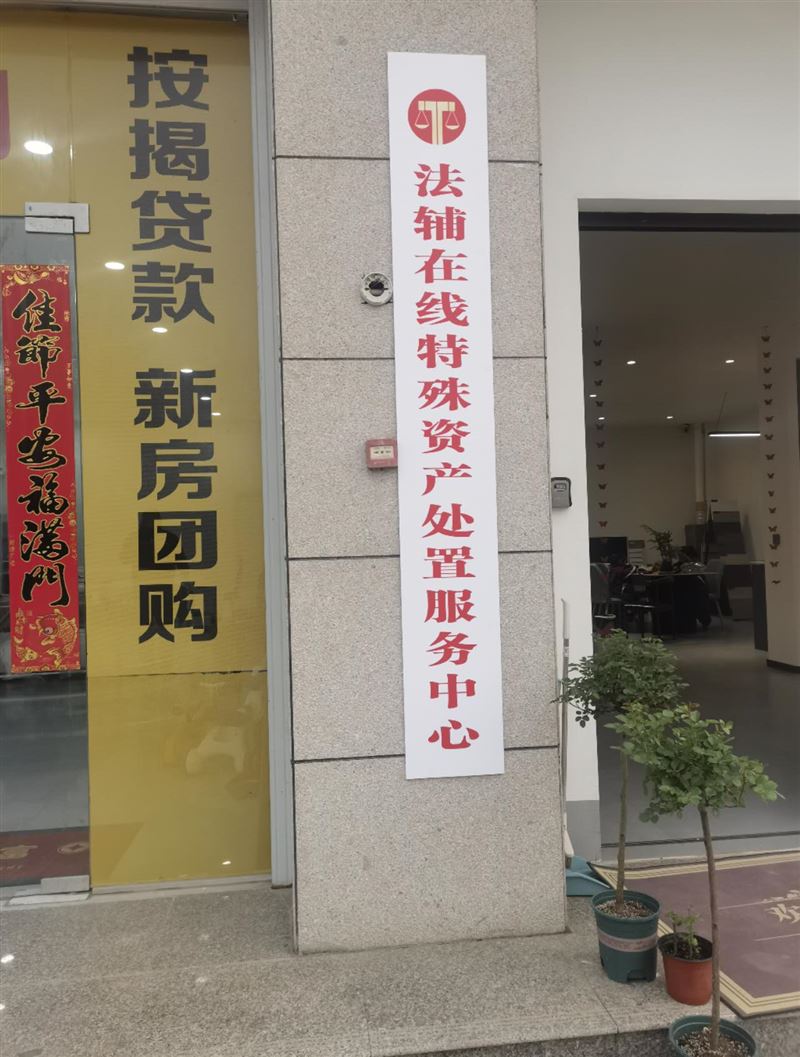 佳節平安福滿門
按揭贷款 新房团购
法辅在线特殊资产处置服务中心
欢